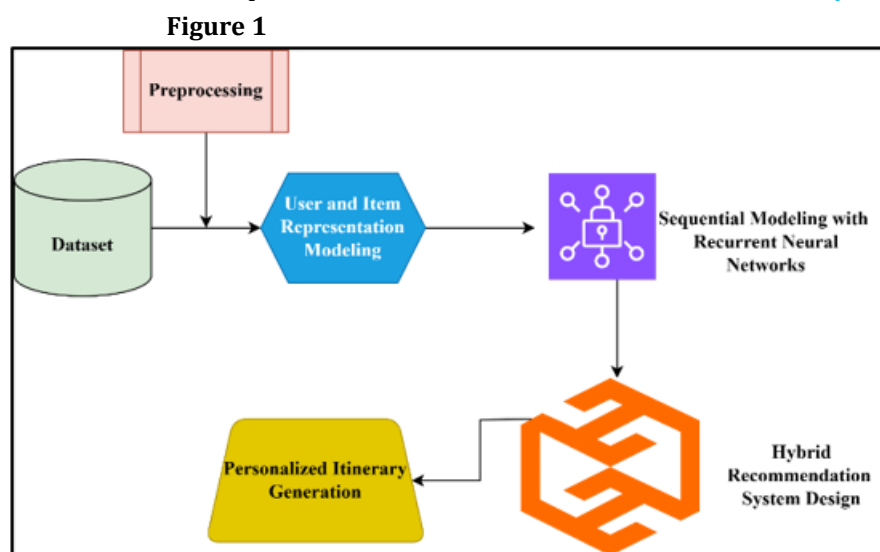 Figure 1
Preprocessing
Dataset
User and Item
Representation
Modeling
Sequential Modeling with
Recurrent Neural
Networks
Personalized Itinerary
Generation
Hybrid
Recommendation
System Design